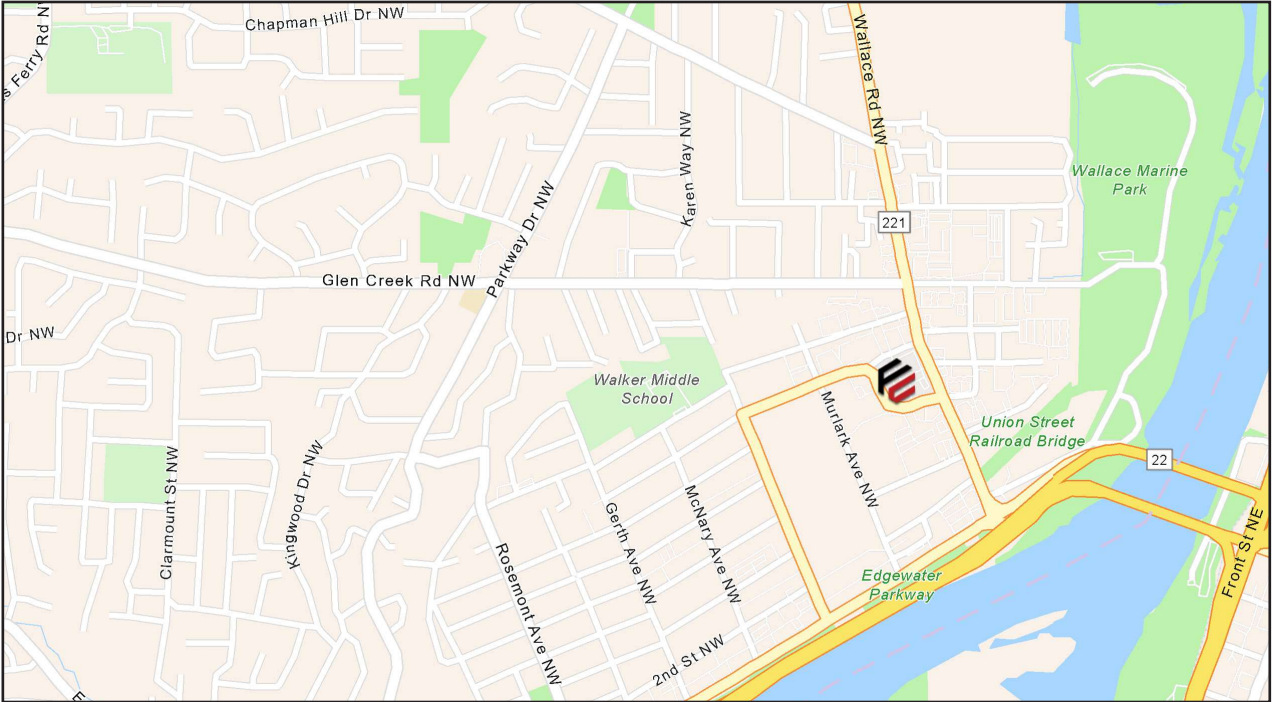 Chapman Hill Dr NW
s Ferry Rd N
Wallace Rd NW
Karen Way NW
Wallace Marine
Park
Parkway Dr NW
221
Glen Creek Rd NW
Dr NW
Walker Middle
School
Murlark Ave NW
Union Street
Railroad Bridge
22
Clarmount St NW
Kingwood Dr NW
McNary Ave NW
Gerth Ave NW
Rosemont Ave NW
Edgewater
Parkway
Front St NE
2nd St NW
E